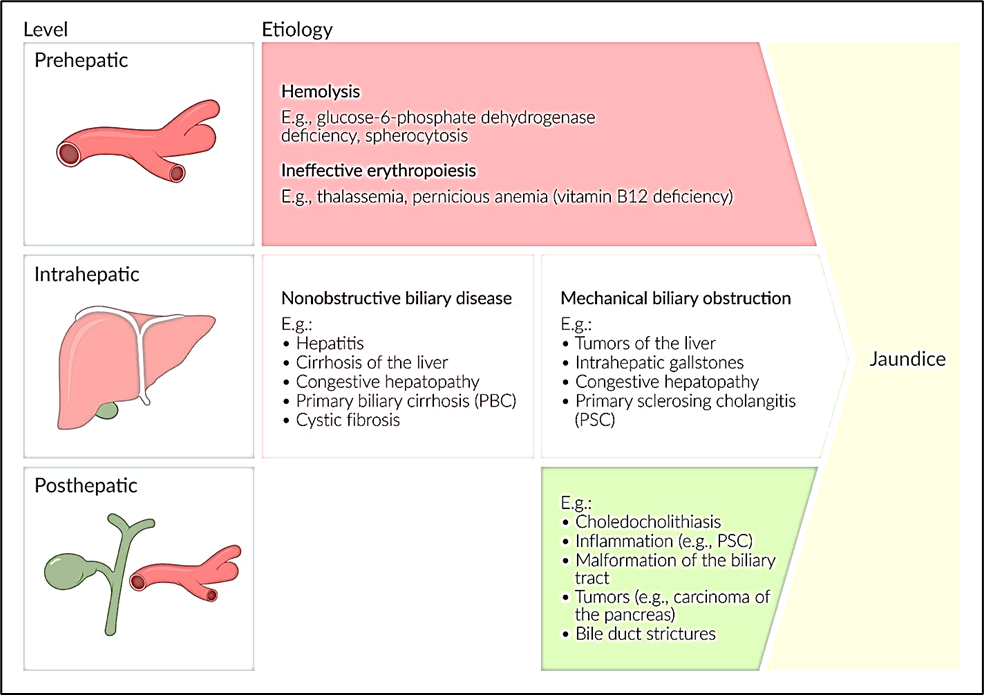 Level
Etiology
Prehepatic
Hemolysis
E.g., glucose-6-phosphate dehydrogenase
deficiency, spherocytosis
Ineffective erythropoiesis
E.g., thalassemia, pernicious anemia (vitamin B12 deficiency)
Intrahepatic
Nonobstructive biliary disease
E.g.:
• Hepatitis
• Cirrhosis of the liver
• Congestive hepatopathy
• Primary biliary cirrhosis (PBC)
• Cystic fibrosis
Mechanical biliary obstruction
E.g.:
• Tumors of the liver
• Intrahepatic gallstones
• Congestive hepatopathy
• Primary sclerosing cholangitis
(PSC)
Jaundice
Posthepatic
E.g.:
• Choledocholithiasis
• Inflammation (e.g., PSC)
• Malformation of the biliary
tract
• Tumors (e.g., carcinoma of
the pancreas)
• Bile duct strictures